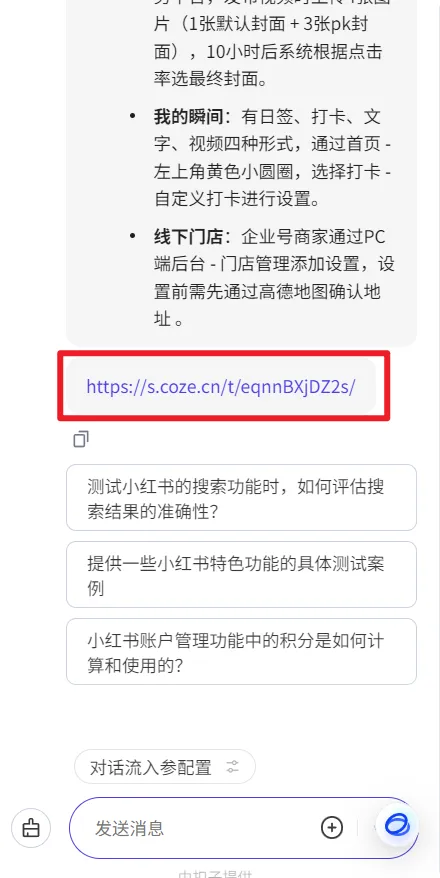 片（1张默认封面 + 3张pk封
面），10小时后系统根据点击
率选最终封面。
• 我的瞬间：有日签、打卡、文
字、视频四种形式，通过首页 -
左上角黄色小圆圈，选择打卡 -
自定义打卡进行设置。
• 线下门店：企业号商家通过PC
端后台 - 门店管理添加设置，设
置前需先通过高德地图确认地
址 。
https://s.coze.cn/t/eqnnBXjDZ2s/
测试小红书的搜索功能时，如何评估搜
索结果的准确性？
提供一些小红书特色功能的具体测试案
例
小红书账户管理功能中的积分是如何计
算和使用的？
对话流入参配置
发送消息